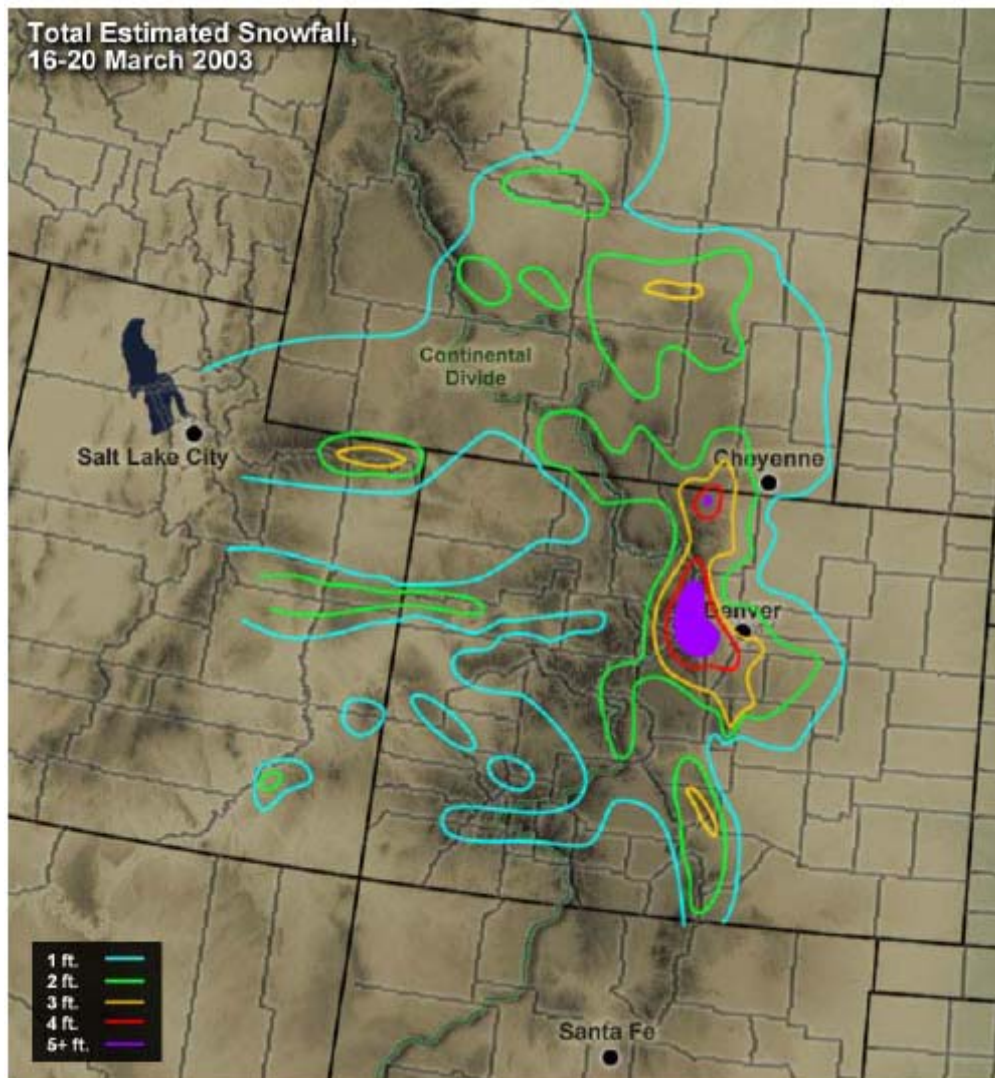 Total Estimated Snowfall,
16-20 March 2003
Continental
Divide
Salt Lake City
Cheyenne
Denver
1 ft.
2 ft.
3 ft.
4 ft.
5+ ft.
Santa Fe